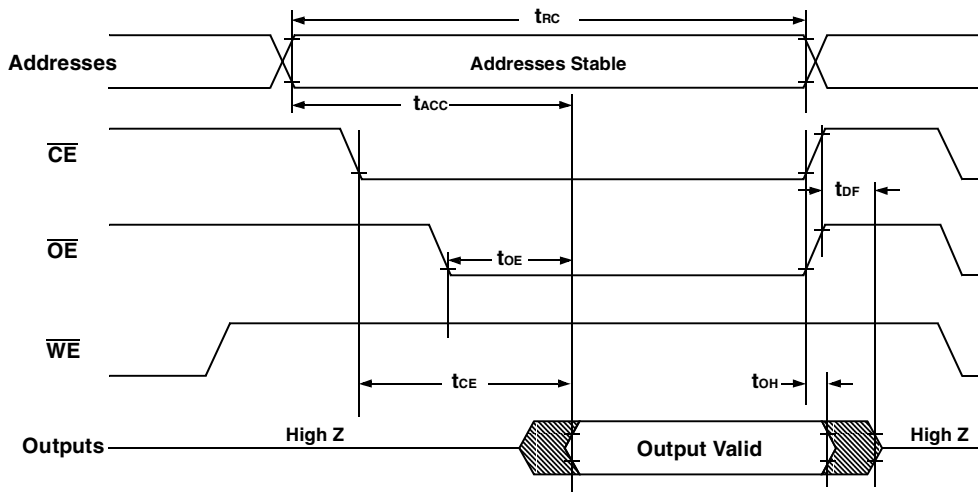 tRC
Addresses
Addresses Stable
tACC
CE
tDF
OE
tOE
WE
tCE
tOH
Outputs
High Z
Output Valid
High Z